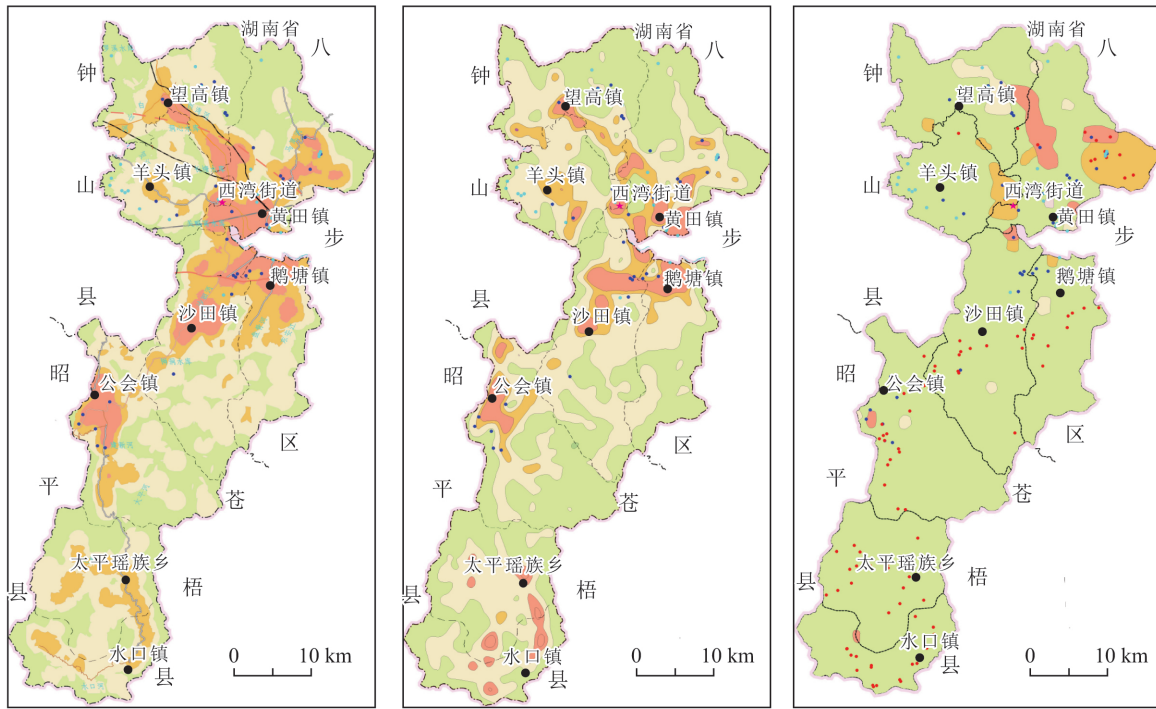 湖南省
八
钟
望高镇
羊头镇
山
西湾街道
黄田镇
步
鹅塘镇
县
沙田镇
昭
公会镇
区
平
苍
太平瑶族乡
梧
县
水口镇
县
0 10 km
湖南省
八
钟
望高镇
羊头镇
山
西湾街道
黄田镇
步
鹅塘镇
县
沙田镇
昭
公会镇
区
平
苍
太平瑶族乡
梧
县
水口镇
县
0 10 km
湖南省
八
钟
望高镇
羊头镇
山
西湾街道
黄田镇
步
鹅塘镇
县
沙田镇
昭
公会镇
区
平
苍
太平瑶族乡
梧
县
水口镇
县
0 10 km